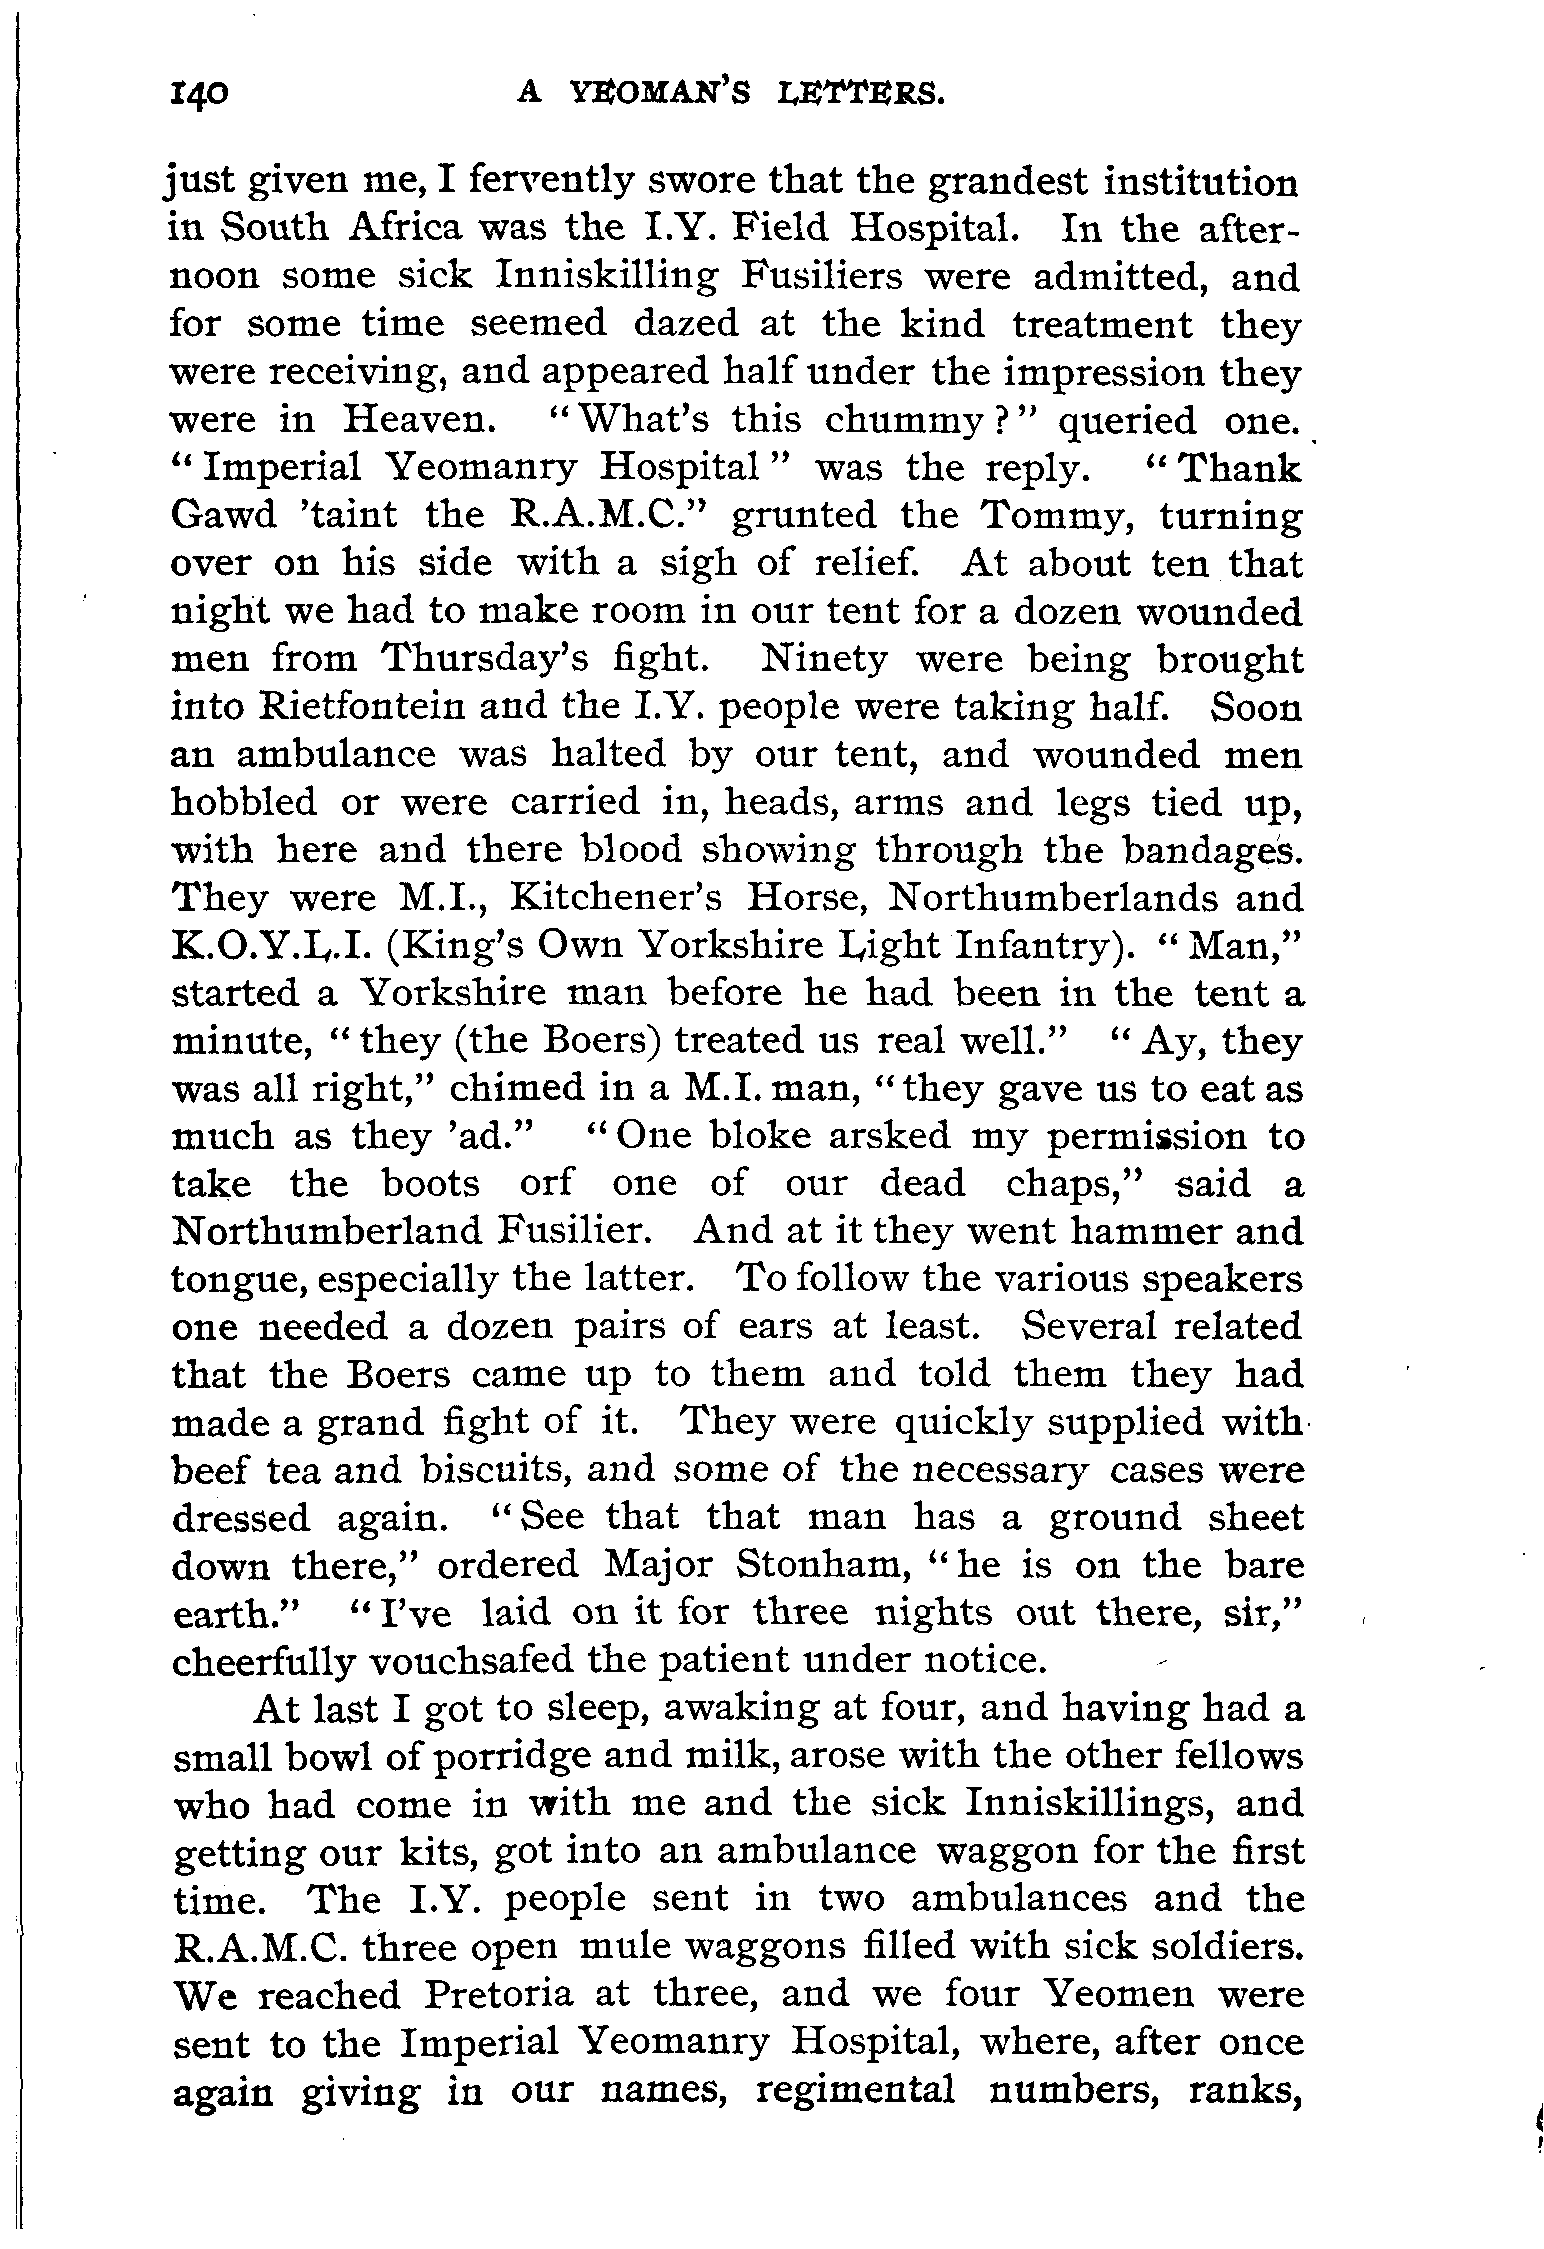 140 A YEOMAN'S LETTERS.
just given me, I fervently swore that the grandest institution
in South Africa was the I.Y. Field Hospital. In the after-
noon some sick Inniskilling Fusiliers were admitted, and
for some time seemed dazed at the kind treatment they
were receiving, and appeared half under the impression they
were in Heaven. “What's this chummy?” queried one.
“Imperial Yeomanry Hospital” was the reply. “Thank
Gawd 'taint the R.A.M.C.” grunted the Tommy, turning
over on his side with a sigh of relief. At about ten that
night we had to make room in our tent for a dozen wounded
men from Thursday's fight. Ninety were being brought
into Rietfontein and the I.Y. people were taking half. Soon
an ambulance was halted by our tent, and wounded men
hobbled or were carried in, heads, arms and legs tied up,
with here and there blood showing through the bandages.
They were M.I., Kitchener's Horse, Northumberlands and
K.O.Y.L.I. (King's Own Yorkshire Light Infantry). “Man,”
started a Yorkshire man before he had been in the tent a
minute, “they (the Boers) treated us real well.” “Ay, they
was all right,” chimed in a M.I. man, “they gave us to eat as
much as they 'ad.” “One bloke arsked my permission to
take the boots orf one of our dead chaps,” said a
Northumberland Fusilier. And at it they went hammer and
tongue, especially the latter. To follow the various speakers
one needed a dozen pairs of ears at least. Several related
that the Boers came up to them and told them they had
made a grand fight of it. They were quickly supplied with
beef tea and biscuits, and some of the necessary cases were
dressed again. “See that that man has a ground sheet
down there,” ordered Major Stonham, “he is on the bare
earth.” “I've laid on it for three nights out there, sir,”
cheerfully vouchsafed the patient under notice.
At last I got to sleep, awaking at four, and having had a
small bowl of porridge and milk, arose with the other fellows
who had come in with me and the sick Inniskillings, and
getting our kits, got into an ambulance waggon for the first
time. The I.Y. people sent in two ambulances and the
R.A.M.C. three open mule waggons filled with sick soldiers.
We reached Pretoria at three, and we four Yeomen were
sent to the Imperial Yeomanry Hospital, where, after once
again giving in our names, regimental numbers, ranks,